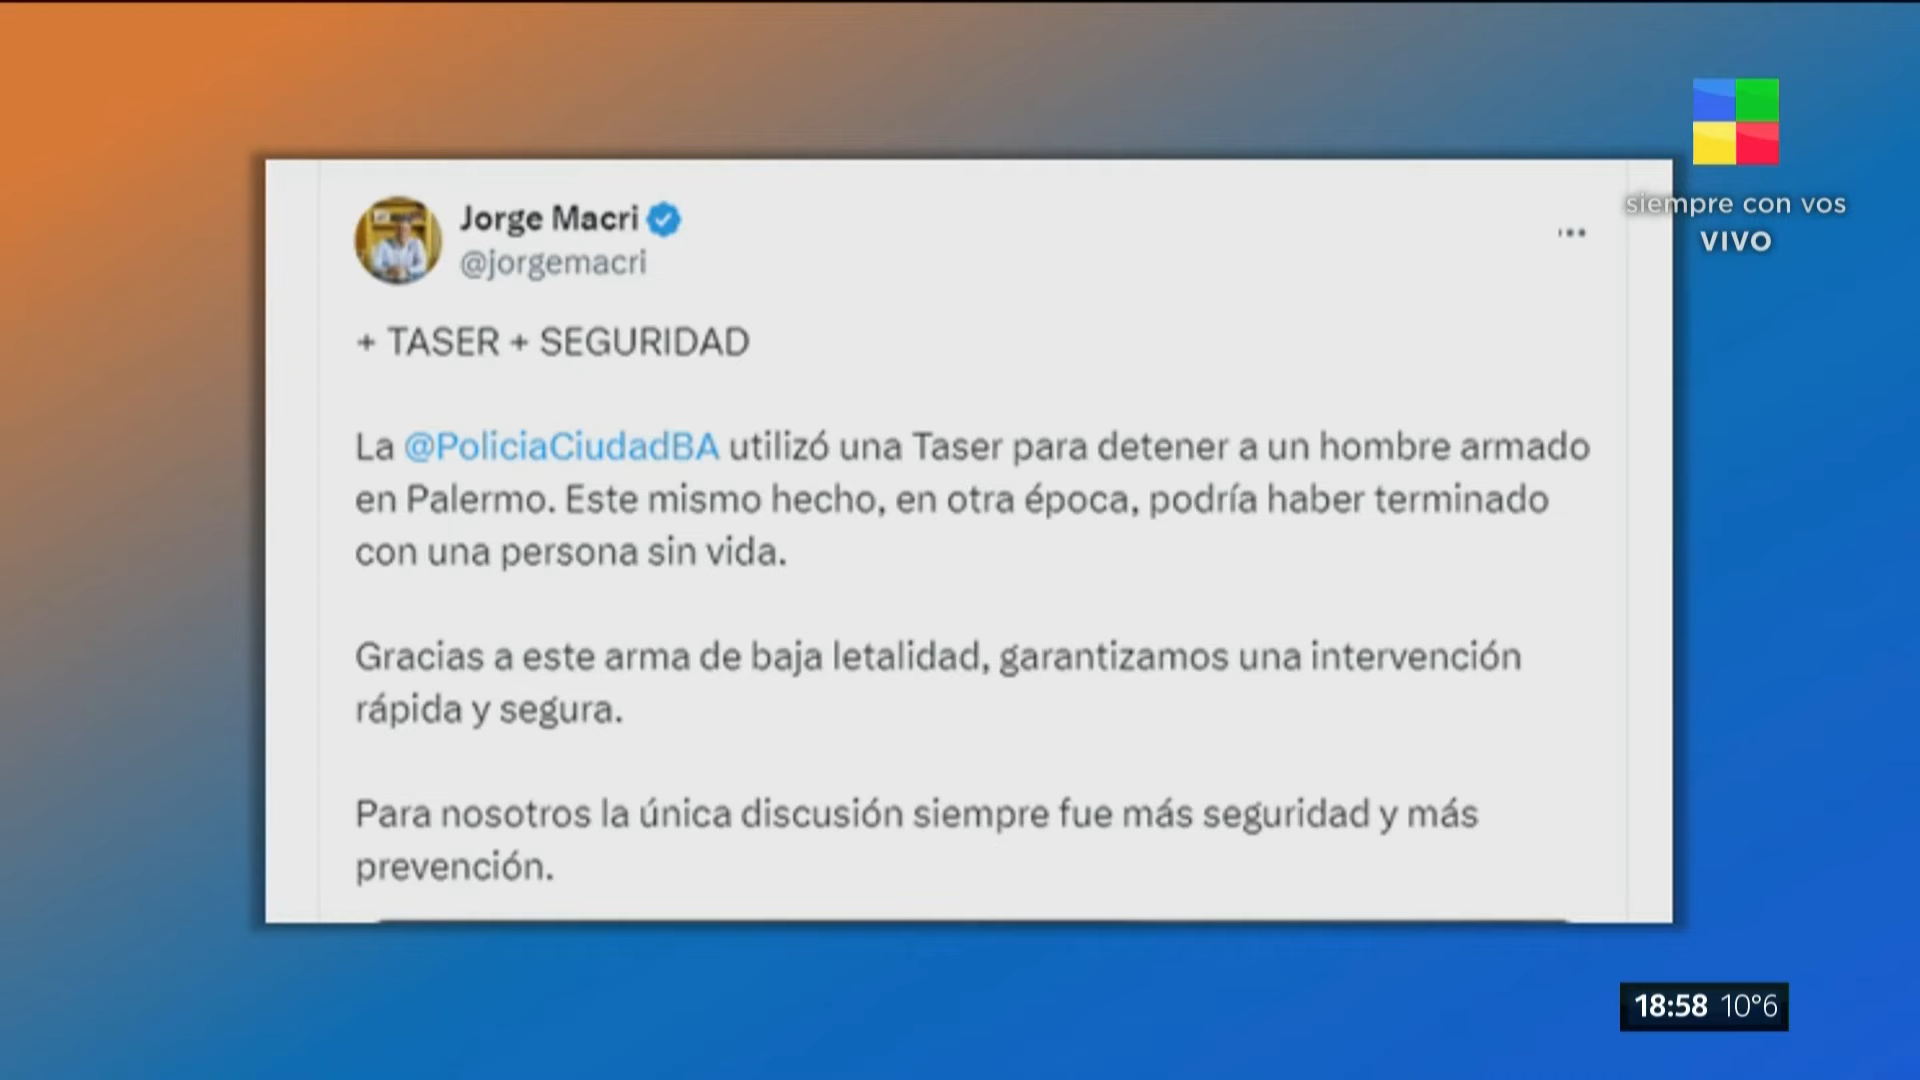 siempre con vos
VIVO
Jorge Macri
@jorgemacri
+ TASER + SEGURIDAD
La @PoliciaCiudadBA utilizó una Taser para detener a un hombre armado
en Palermo. Este mismo hecho, en otra época, podría haber terminado
con una persona sin vida.
Gracias a este arma de baja letalidad, garantizamos una intervención
rápida y segura.
Para nosotros la única discusión siempre fue más seguridad y más
prevención.
18:58 10°6